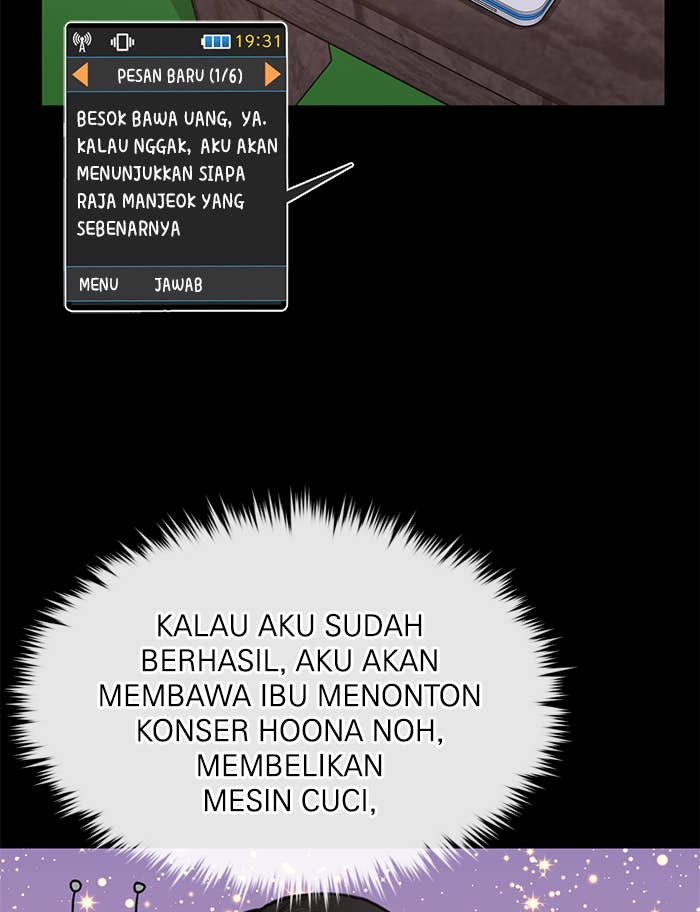 19:31
PESAN BARU (1/6)
BESOK BAWA UANG, YA.
KALAU NGGAK, AKU AKAN
MENUNJUKKAN SIAPA
RAJA MANJEOK YANG
SEBENARNYA
MENU JAWAB
KALAU AKU SUDAH
BERHASIL, AKU AKAN
MEMBAWA IBU MENONTON
KONSER HOONA NOH,
MEMBELIKAN
MESIN CUCI,